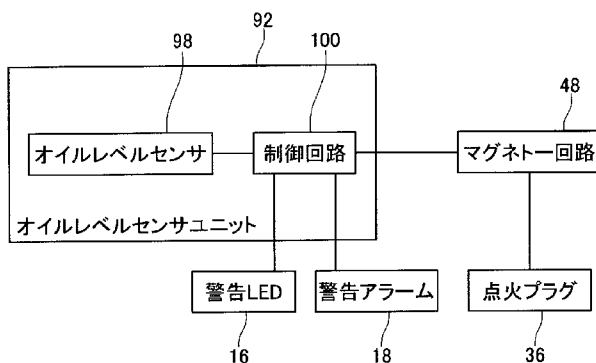 92
98
100
48
オイルレベルセンサ
制御回路
マグネトー回路
オイルレベルセンサユニット
警告LED
警告アラーム
点火プラグ
16
18
36